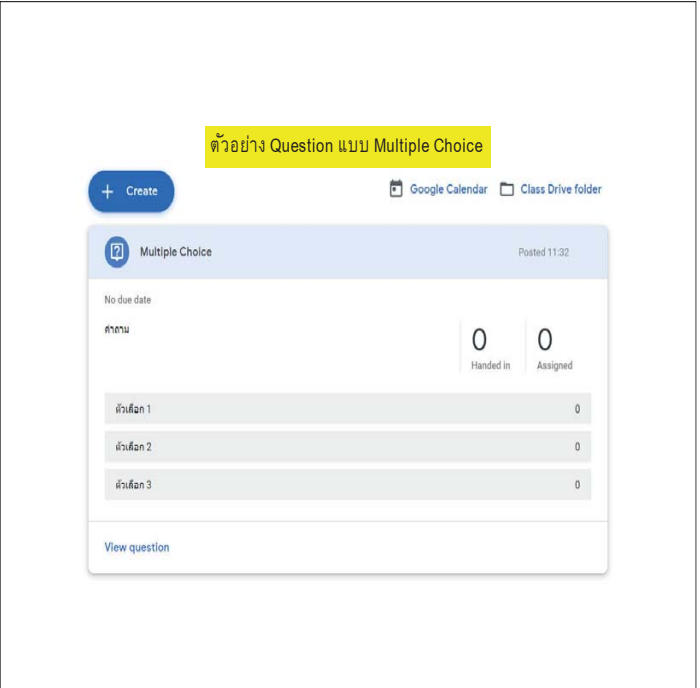 ตัวอย่าง Question แบบ Multiple Choice
Create Google Calendar Class Drive folder
Multiple Choice Posted 11:32
No due date
คำถาม
0 0
Handed in Assigned
ตัวเลือก 1 0
ตัวเลือก 2 0
ตัวเลือก 3 0
View question